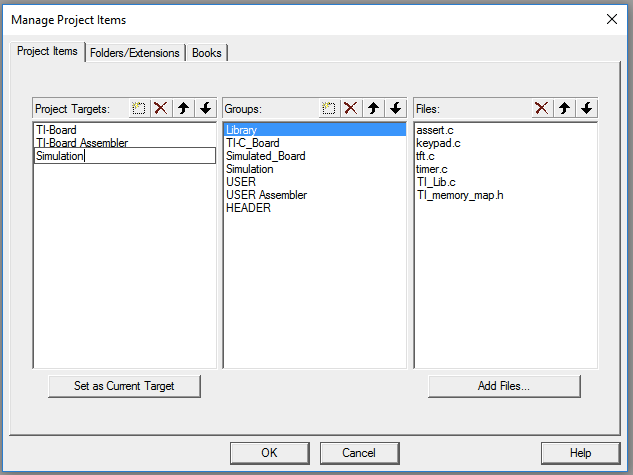 Manage Project Items
Project Items Folders/Extensions Books
Project Targets: Groups: Files:
TI-Board Library assert.c
TI-Board Assembler TI-C_Board keypad.c
Simulation Simulated_Board tft.c
Simulation timer.c
USER TI_Lib.c
USER Assembler TI_memory_map.h
HEADER
Set as Current Target Add Files...
OK Cancel Help